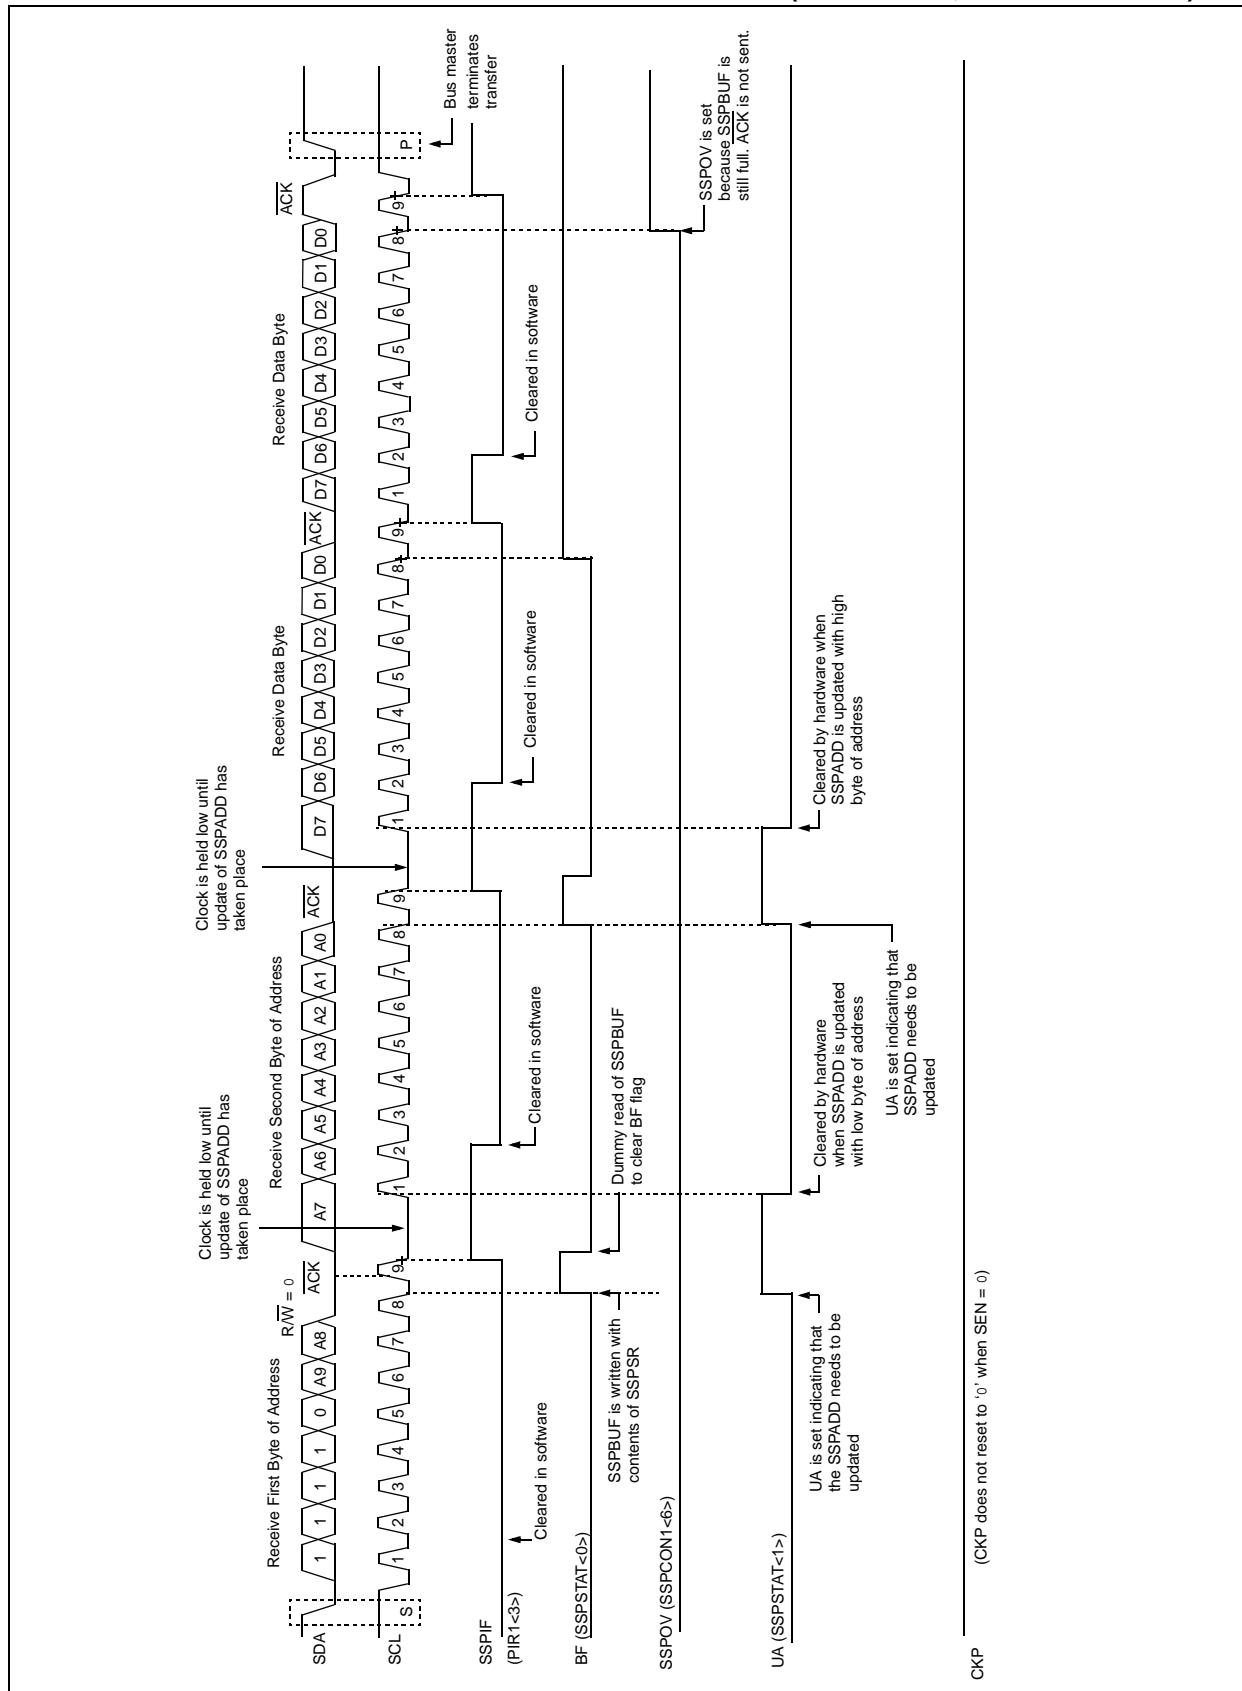 Receive First Byte of Address
R/W = 0
ACK
Clock is held low until
update of SSPADD has
taken place
Receive Second Byte of Address
ACK
Clock is held low until
update of SSPADD has
taken place
Receive Data Byte
ACK
Receive Data Byte
ACK
SDA
1 1 1 1 0 A9 A8
A7 A6 A5 A4 A3 A2 A1 A0
D7 D6 D5 D4 D3 D2 D1 D0
D7 D6 D5 D4 D3 D2 D1 D0
SCL
S
1 2 3 4 5 6 7 8 9
1 2 3 4 5 6 7 8 9
1 2 3 4 5 6 7 8 9
1 2 3 4 5 6 7 8 9
P
Bus master
terminates
transfer
SSPIF
(PIR1<3>)
Cleared in software
Cleared in software
Cleared in software
Cleared in software
BF (SSPSTAT<0>)
SSPBUF is written with
contents of SSPSR
Dummy read of SSPBUF
to clear BF flag
SSPOV (SSPCON1<6>)
SSPOV is set
because SSPBUF is
still full. ACK is not sent.
UA (SSPSTAT<1>)
UA is set indicating that
the SSPADD needs to be
updated
Cleared by hardware
when SSPADD is updated
with low byte of address
UA is set indicating that
SSPADD needs to be
updated
Cleared by hardware when
SSPADD is updated with high
byte of address
CKP
(CKP does not reset to ‘0’ when SEN = 0)